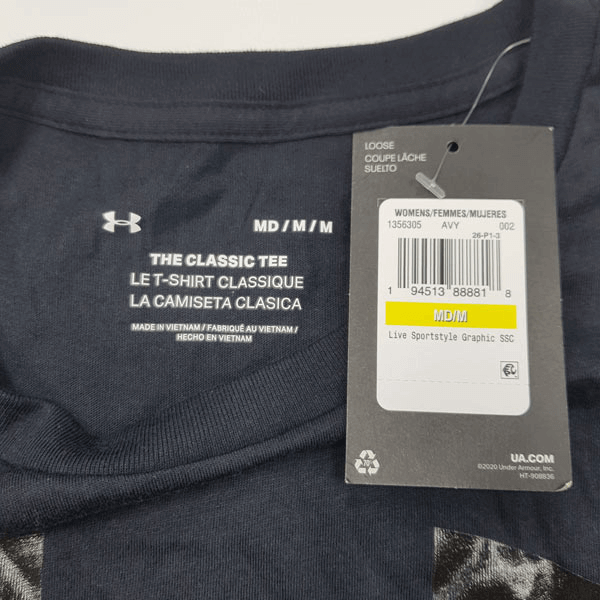 MD / M / M
THE CLASSIC TEE
LE T-SHIRT CLASSIQUE
LA CAMISETA CLASICA
MADE IN VIETNAM / FABRIQUÉ AU VIETNAM /
HECHO EN VIETNAM
LOOSE
COUPE LÂCHE
SUELTO
WOMENS/FEMMES/MUJERES
1356305 AVY 002
26-P1-3
1 94513 88881 8
MD/M
Live Sportstyle Graphic SSC
UA.COM
©2020 Under Armour, Inc.
HT-908836